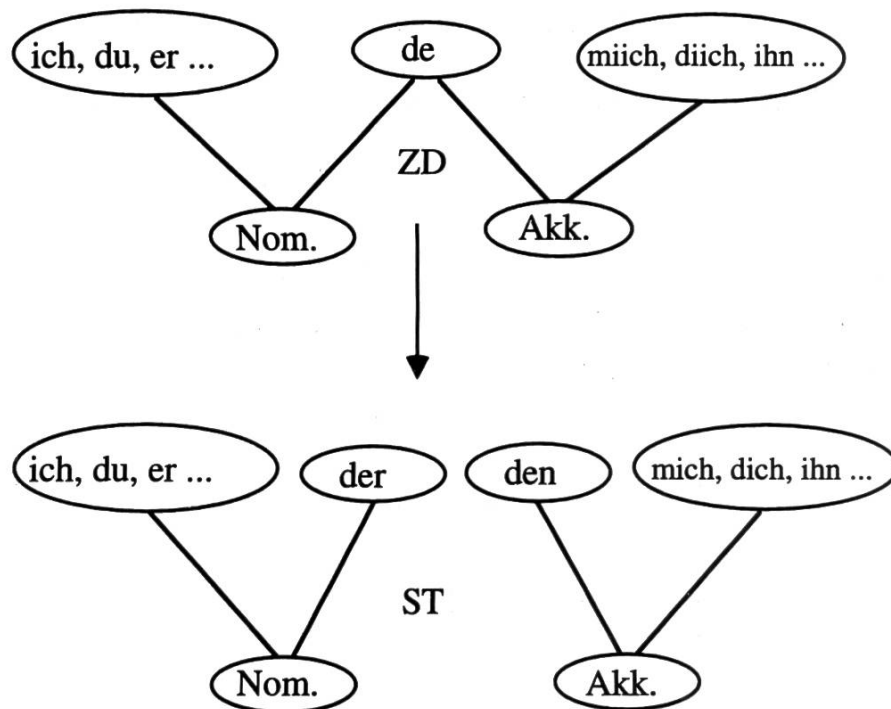 ich, du, er ...
de
miich, diich, ihn ...
ZD
Nom.
Akk.
ich, du, er ...
der
den
mich, dich, ihn ...
ST
Nom.
Akk.